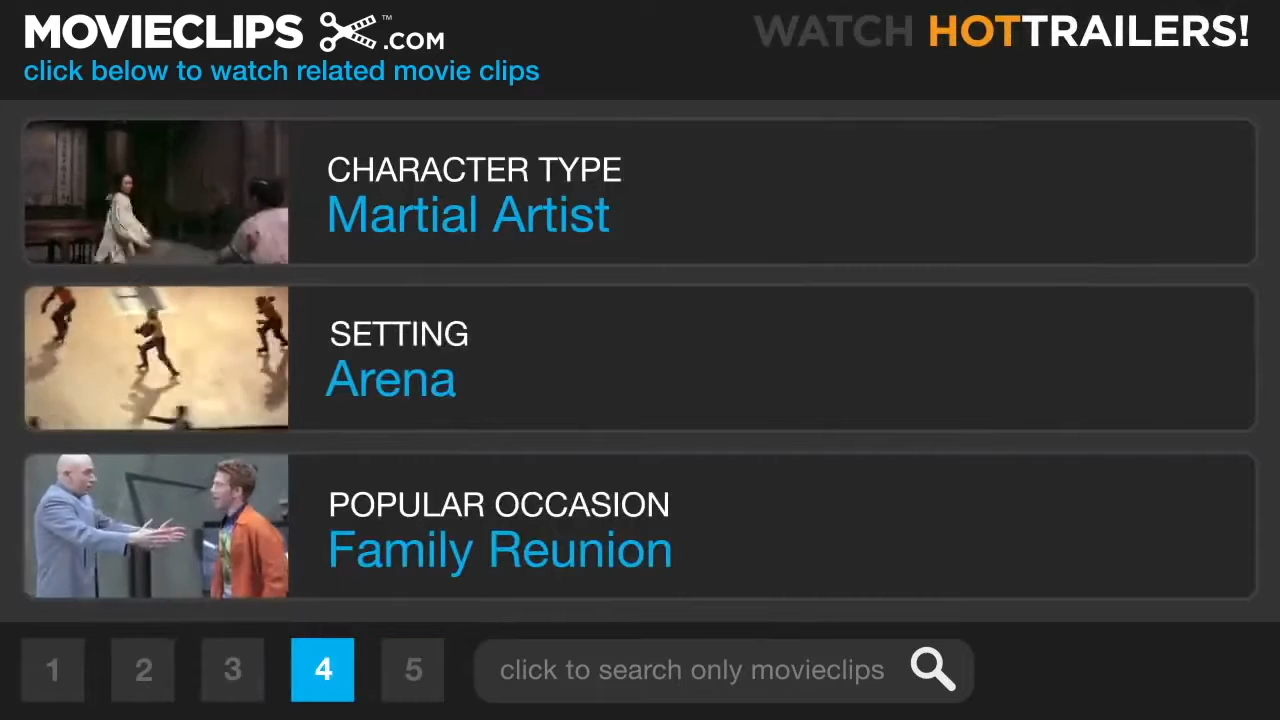 MOVIECLIPS ™ .COM
WATCH HOTTRAILERS!
click below to watch related movie clips
CHARACTER TYPE
Martial Artist
SETTING
Arena
POPULAR OCCASION
Family Reunion
1 2 3 4 5
click to search only movieclips